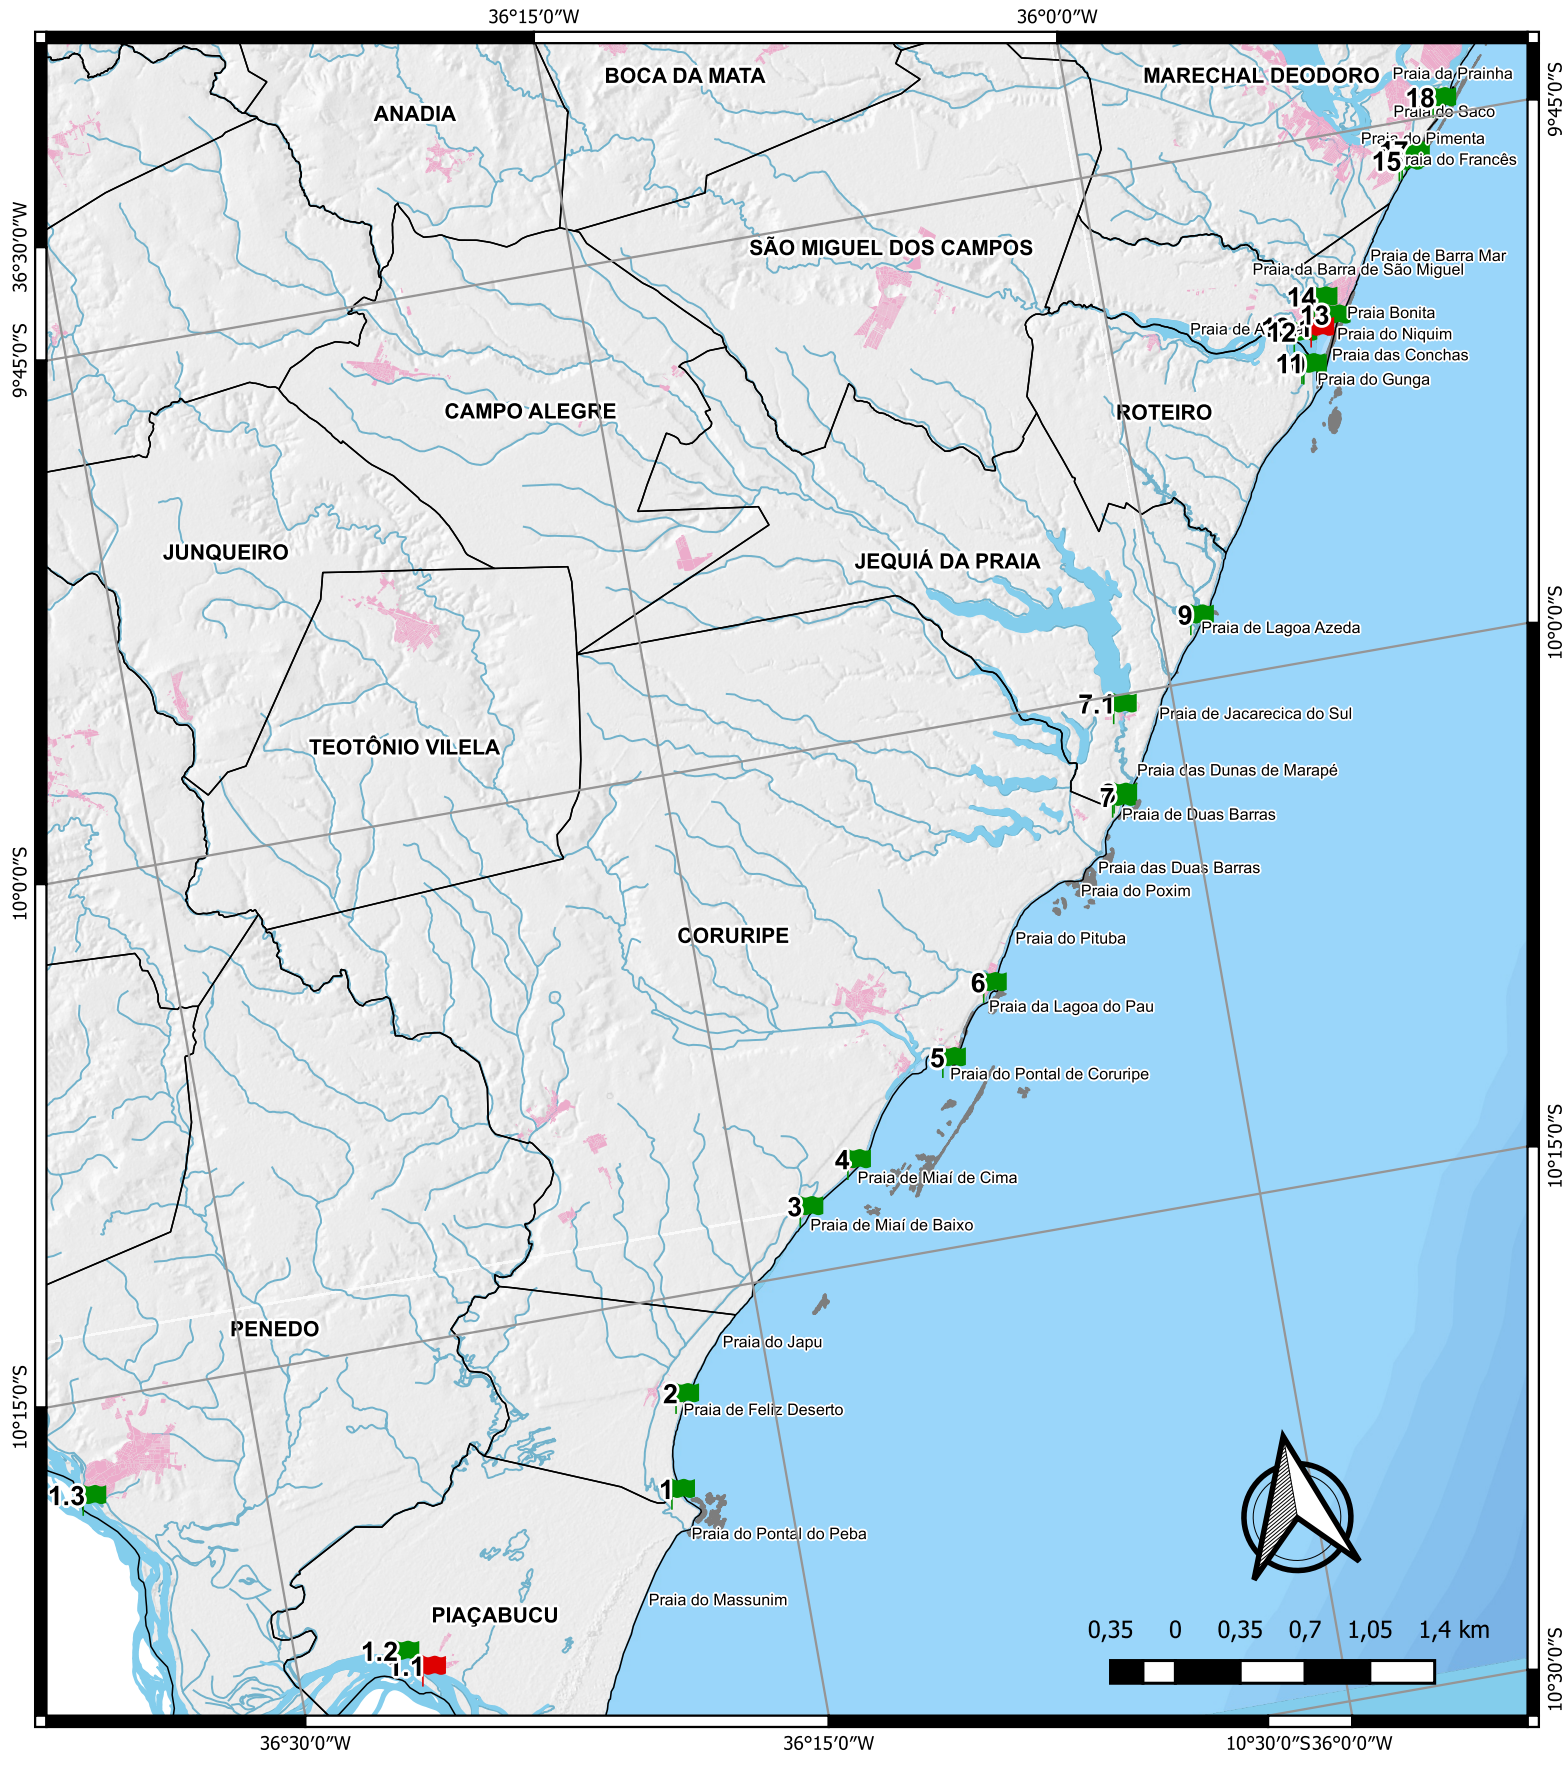 36°15'0"W
36°0'0"W
BOCA DA MATA
MARECHAL DEODORO
Praia da Prainha
ANADIA
18
Praia do Saco
9°45'0"S
Praia do Pimenta
17
15
Praia do Francês
36°30'0"W
SÃO MIGUEL DOS CAMPOS
Praia de Barra Mar
Praia da Barra de São Miguel
14
13
Praia Bonita
9°45'0"S
Praia de
12
Praia do Niquim
Praia das Conchas
11
Praia do Gunga
CAMPO ALEGRE
ROTEIRO
JUNQUEIRO
JEQUIÁ DA PRAIA
9
Praia de Lagoa Azeda
10°0'0"S
7.1
Praia de Jacarecica do Sul
TEOTÔNIO VILELA
Praia das Dunas de Marapé
7
Praia de Duas Barras
10°0'0"S
Praia das Duas Barras
Praia do Poxim
CORURIPE
Praia do Pituba
6
Praia da Lagoa do Pau
5
Praia do Pontal de Coruripe
10°15'0"S
4
Praia de Miaí de Cima
3
Praia de Miaí de Baixo
PENEDO
Praia do Japu
10°15'0"S
2
Praia de Feliz Deserto
1.3
1
Praia do Pontal do Peba
Praia do Massunim
PIAÇABUCU
1.2
1.1
0,35 0 0,35 0,7 1,05 1,4 km
10°30'0"S
36°30'0"W
36°15'0"W
10°30'0"S36°0'0"W